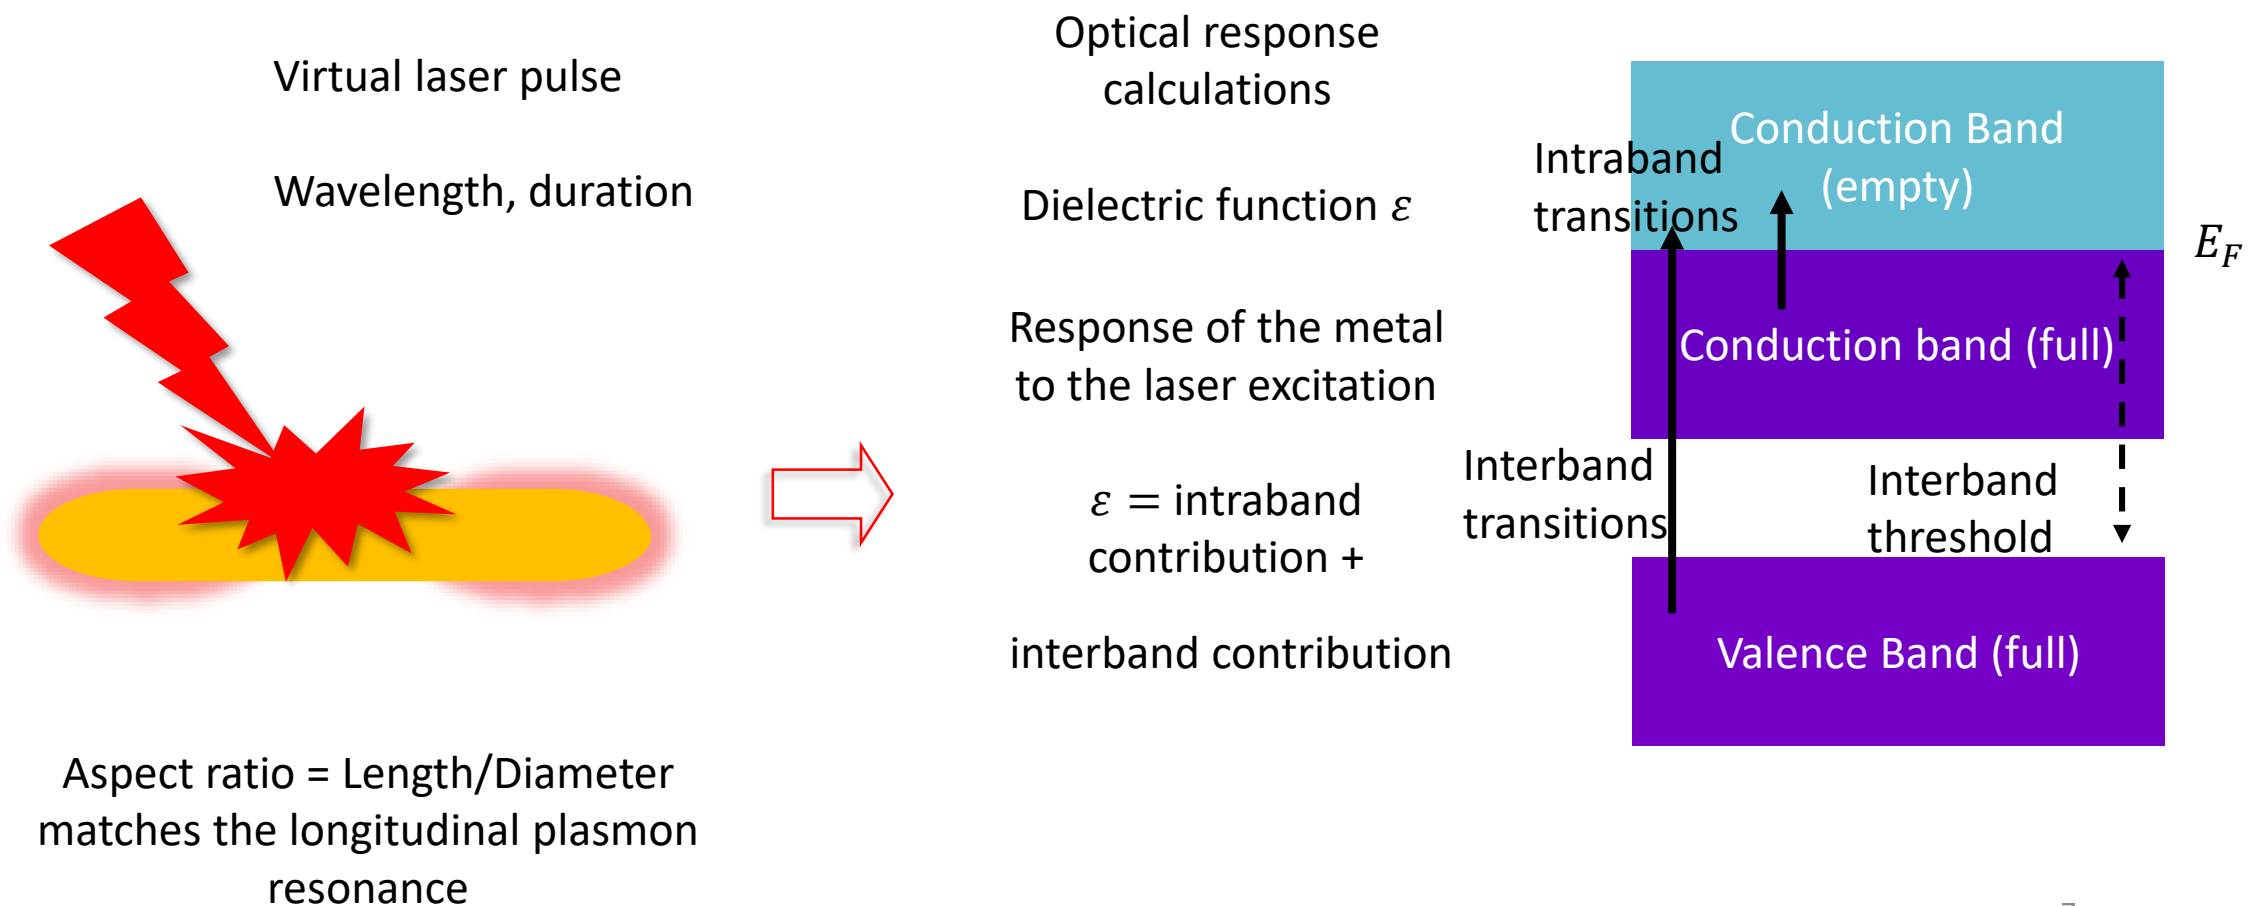 Virtual laser pulse
Wavelength, duration
Aspect ratio = Length/Diameter
matches the longitudinal plasmon
resonance
Optical response
calculations
Dielectric function ε
Response of the metal
to the laser excitation
ε = intraband
contribution +
interband contribution
Intraband
transitions
Interband
transitions
Conduction Band
(empty)
E_F
Conduction band (full)
Interband
threshold
Valence Band (full)